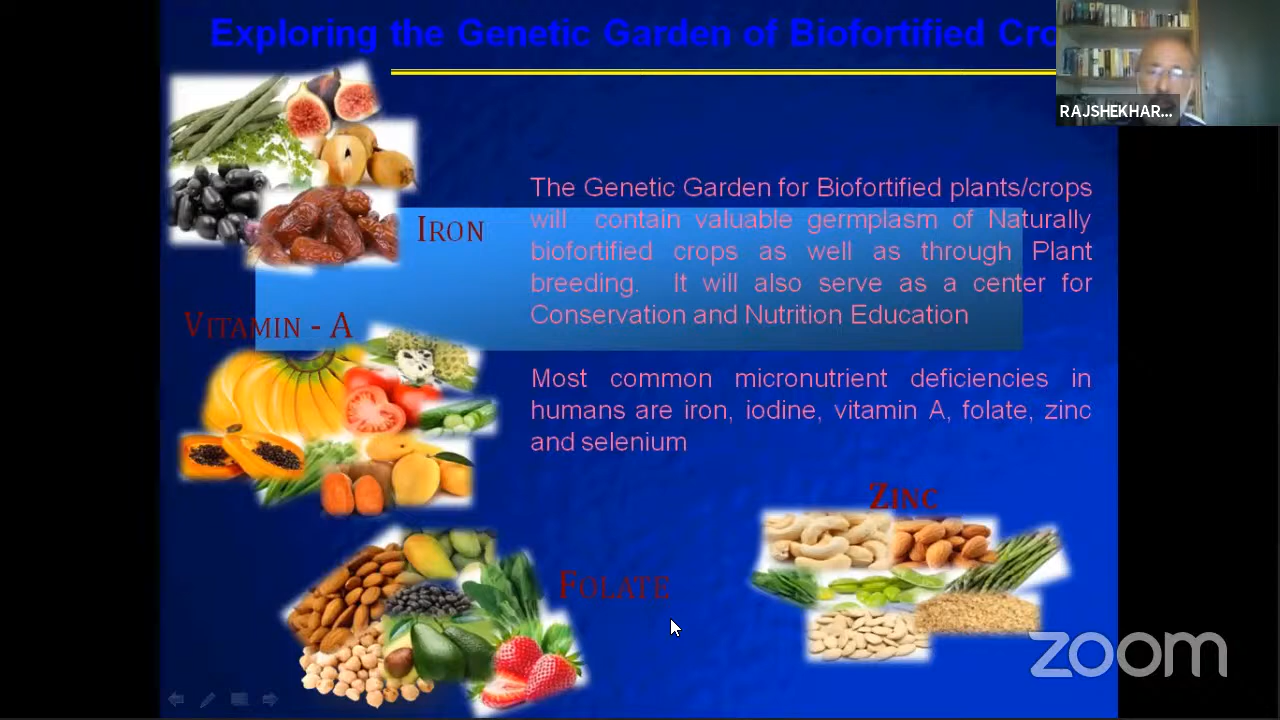 Exploring the Genetic Garden of Biofortified Cro
RAJSHEKHAR...
The Genetic Garden for Biofortified plants/crops
will contain valuable germplasm of Naturally
biofortified crops as well as through Plant
breeding. It will also serve as a center for
Conservation and Nutrition Education
IRON
VITAMIN - A
Most common micronutrient deficiencies in
humans are iron, iodine, vitamin A, folate, zinc
and selenium
ZINC
FOLATE
zoom